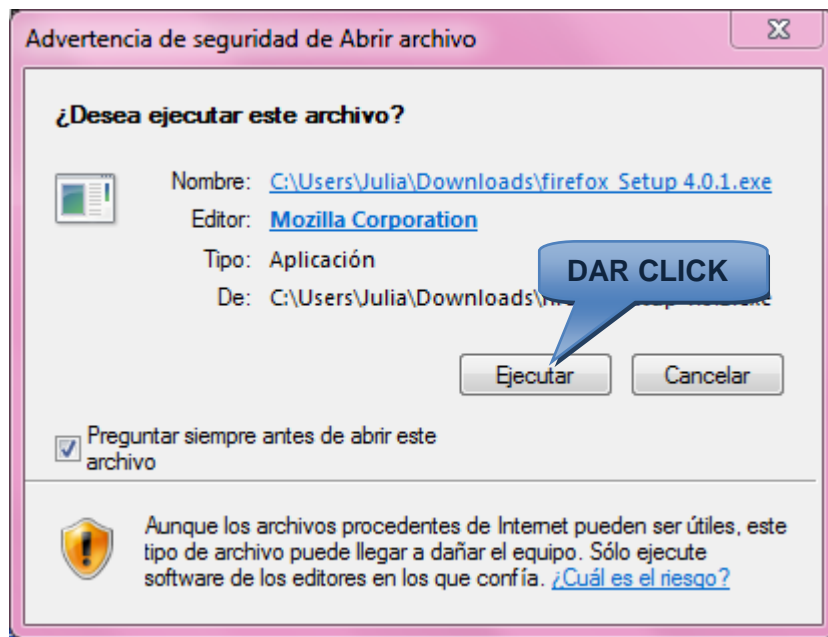 Advertencia de seguridad de Abrir archivo
¿Desea ejecutar este archivo?
Nombre: C:\Users\Julia\Downloads\firefox Setup 4.0.1.exe
Editor: Mozilla Corporation
Tipo: Aplicación
DAR CLICK
De: C:\Users\Julia\Downloads\
Ejecutar Cancelar
Preguntar siempre antes de abrir este
archivo
Aunque los archivos procedentes de Internet pueden ser útiles, este
tipo de archivo puede llegar a dañar el equipo. Sólo ejecute
software de los editores en los que confía. ¿Cuál es el riesgo?